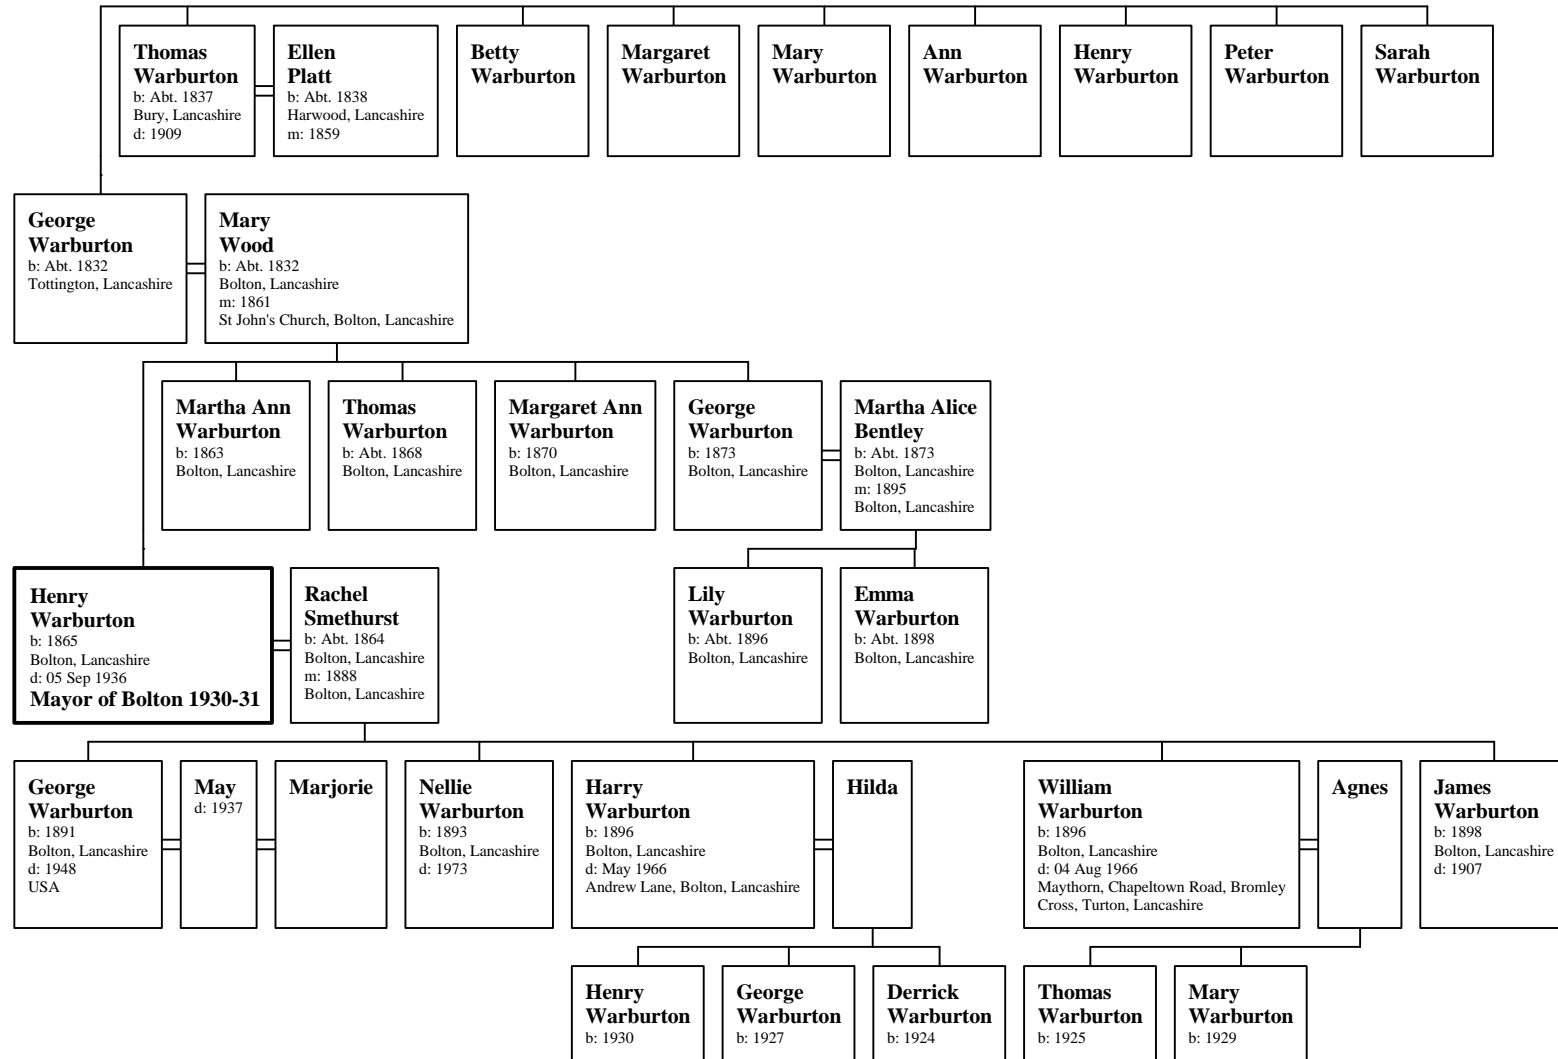 Thomas
Warburton
b: Abt. 1837
Bury, Lancashire
d: 1909
Ellen
Platt
b: Abt. 1838
Harwood, Lancashire
m: 1859
Betty
Warburton
Margaret
Warburton
Mary
Warburton
Ann
Warburton
Henry
Warburton
Peter
Warburton
Sarah
Warburton
George
Warburton
b: Abt. 1832
Tottington, Lancashire
Mary
Wood
b: Abt. 1832
Bolton, Lancashire
m: 1861
St John's Church, Bolton, Lancashire
Martha Ann
Warburton
b: 1863
Bolton, Lancashire
Thomas
Warburton
b: Abt. 1868
Bolton, Lancashire
Margaret Ann
Warburton
b: 1870
Bolton, Lancashire
George
Warburton
b: 1873
Bolton, Lancashire
Martha Alice
Bentley
b: Abt. 1873
Bolton, Lancashire
m: 1895
Bolton, Lancashire
Henry
Warburton
b: 1865
Bolton, Lancashire
d: 05 Sep 1936
Mayor of Bolton 1930-31
Rachel
Smethurst
b: Abt. 1864
Bolton, Lancashire
m: 1888
Bolton, Lancashire
Lily
Warburton
b: Abt. 1896
Bolton, Lancashire
Emma
Warburton
b: Abt. 1898
Bolton, Lancashire
George
Warburton
b: 1891
Bolton, Lancashire
d: 1948
USA
May
d: 1937
Marjorie
Nellie
Warburton
b: 1893
Bolton, Lancashire
d: 1973
Harry
Warburton
b: 1896
Bolton, Lancashire
d: May 1966
Andrew Lane, Bolton, Lancashire
Hilda
William
Warburton
b: 1896
Bolton, Lancashire
d: 04 Aug 1966
Maythorn, Chapeltown Road, Bromley
Cross, Turton, Lancashire
Agnes
James
Warburton
b: 1898
Bolton, Lancashire
d: 1907
Henry
Warburton
b: 1930
George
Warburton
b: 1927
Derrick
Warburton
b: 1924
Thomas
Warburton
b: 1925
Mary
Warburton
b: 1929